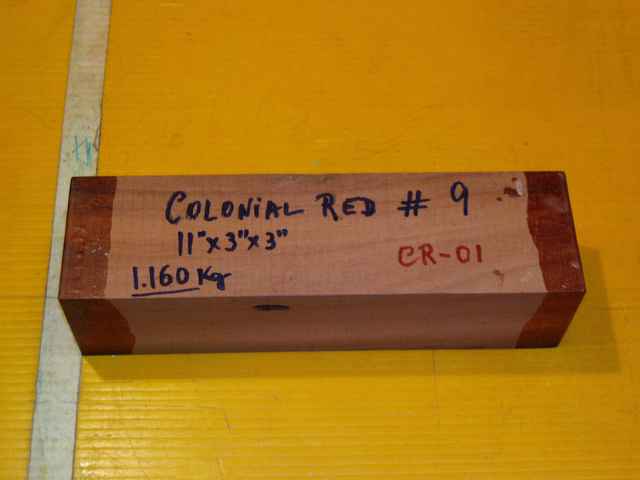 COLONIAL RED # 9
11"x3"x3"
CR-01
1.160 Kg